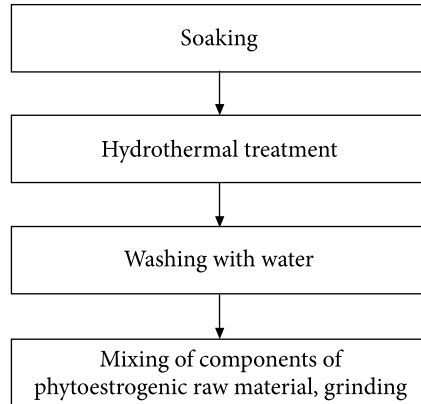 Soaking
Hydrothermal treatment
Washing with water
Mixing of components of
phytoestrogenic raw material, grinding